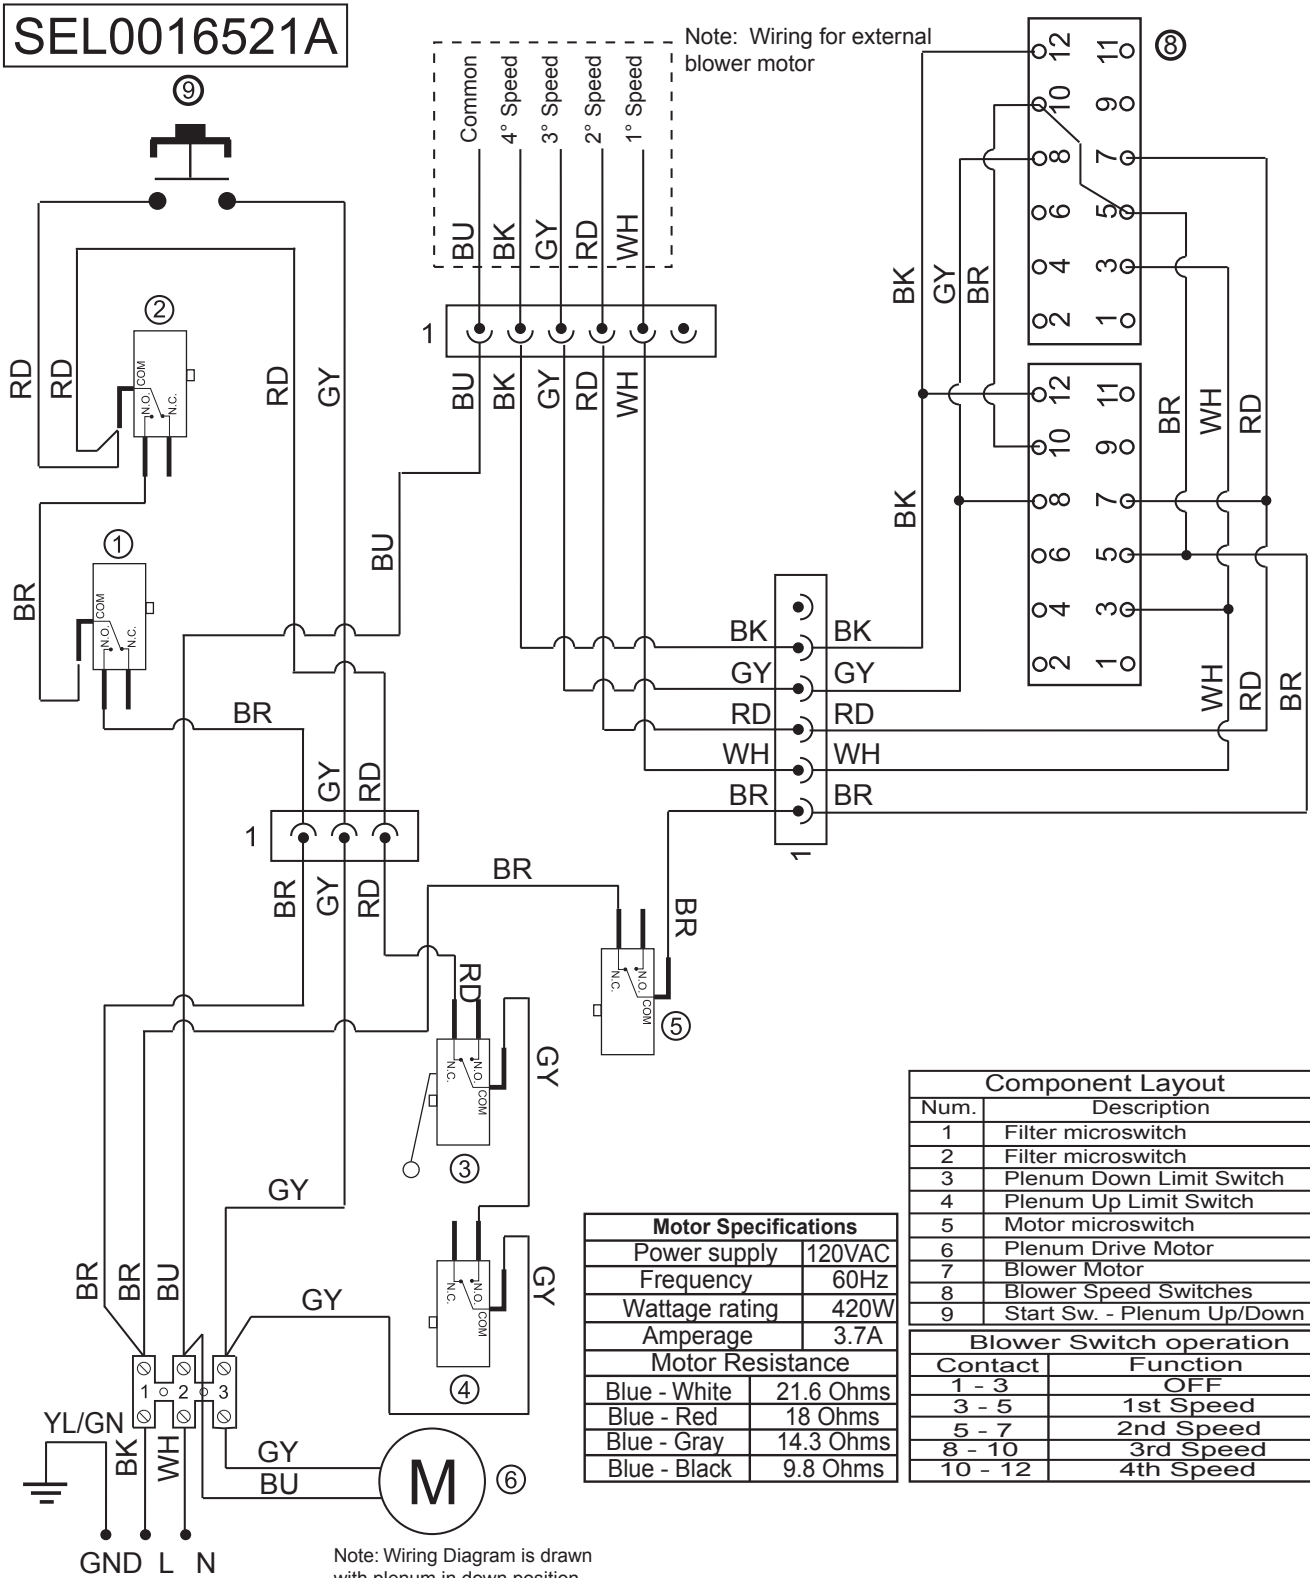 SEL0016521A
9
Note: Wiring for external
blower motor
Common
4° Speed
3° Speed
2° Speed
1° Speed
BU
BK
GY
RD
WH
1
BU
BK
GY
RD
WH
8
12 11
10 9
8 7
6 5
4 3
2 1
12 11
10 9
8 7
6 5
4 3
2 1
BK
GY
BR
BK
BR
WH
RD
WH
RD
BR
RD
RD
2
COM
N.O.
N.C.
RD
GY
BR
1
COM
N.O.
N.C.
BU
BR
GY
RD
1
BR
GY
RD
BK BK
GY GY
RD RD
WH WH
BR BR
1
BR
BR
N.C.
N.O.
COM
5
RD
N.C.
N.O.
COM
3
GY
GY
N.C.
N.O.
COM
4
GY
GY
BR
BR
BU
1 2 3
YL/GN
BK
WH
GY
BU
M
6
GND L N
Note: Wiring Diagram is drawn
with plenum in down position
Motor Specifications
Power supply 120VAC
Frequency 60Hz
Wattage rating 420W
Amperage 3.7A
Motor Resistance
Blue - White 21.6 Ohms
Blue - Red 18 Ohms
Blue - Gray 14.3 Ohms
Blue - Black 9.8 Ohms
Component Layout
Num. Description
1 Filter microswitch
2 Filter microswitch
3 Plenum Down Limit Switch
4 Plenum Up Limit Switch
5 Motor microswitch
6 Plenum Drive Motor
7 Blower Motor
8 Blower Speed Switches
9 Start Sw. - Plenum Up/Down
Blower Switch operation
Contact Function
1 - 3 OFF
3 - 5 1st Speed
5 - 7 2nd Speed
8 - 10 3rd Speed
10 - 12 4th Speed